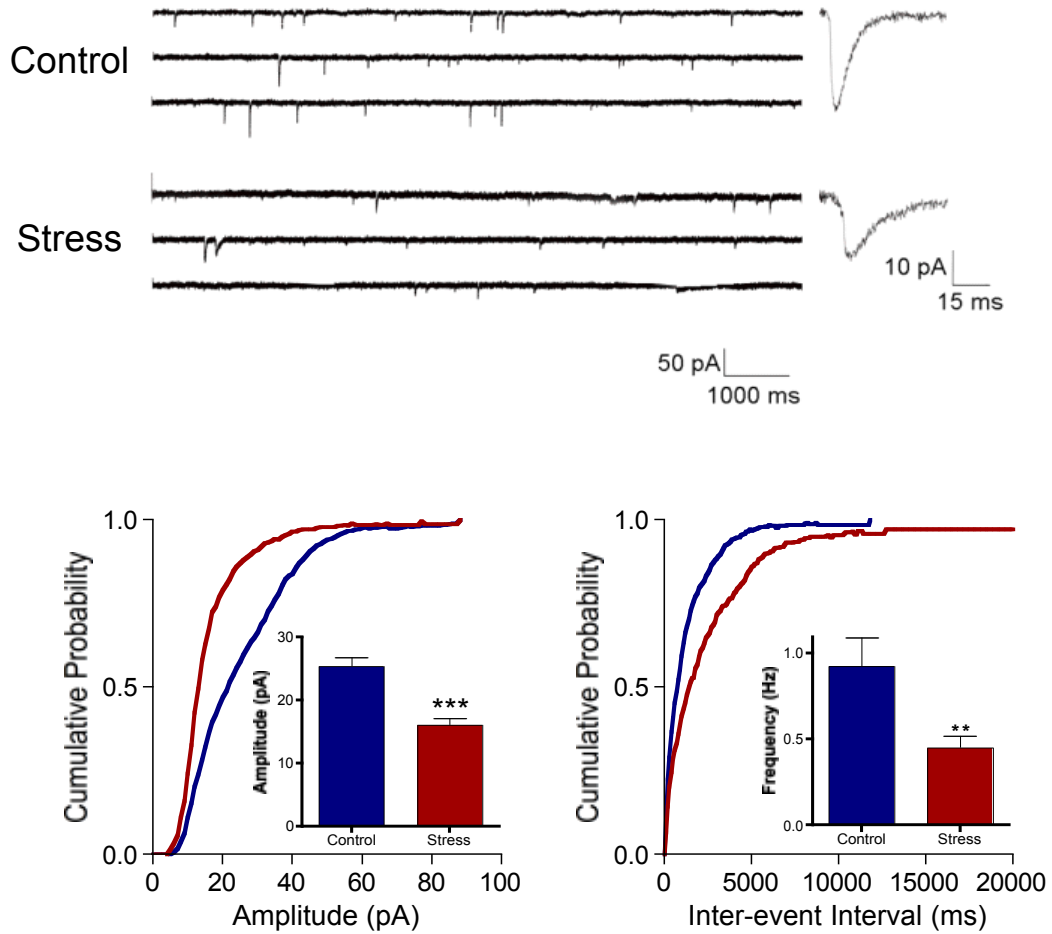 Control
Stress
10 pA
15 ms
50 pA
1000 ms
Cumulative Probability
1.0
0.5
0.0
0 20 40 60 80 100
Amplitude (pA)
Amplitude (pA)
30
20
10
0
Control Stress
***
Cumulative Probability
1.0
0.5
0.0
0 5000 10000 15000 20000
Inter-event Interval (ms)
Frequency (Hz)
1.0
0.5
0.0
Control Stress
**